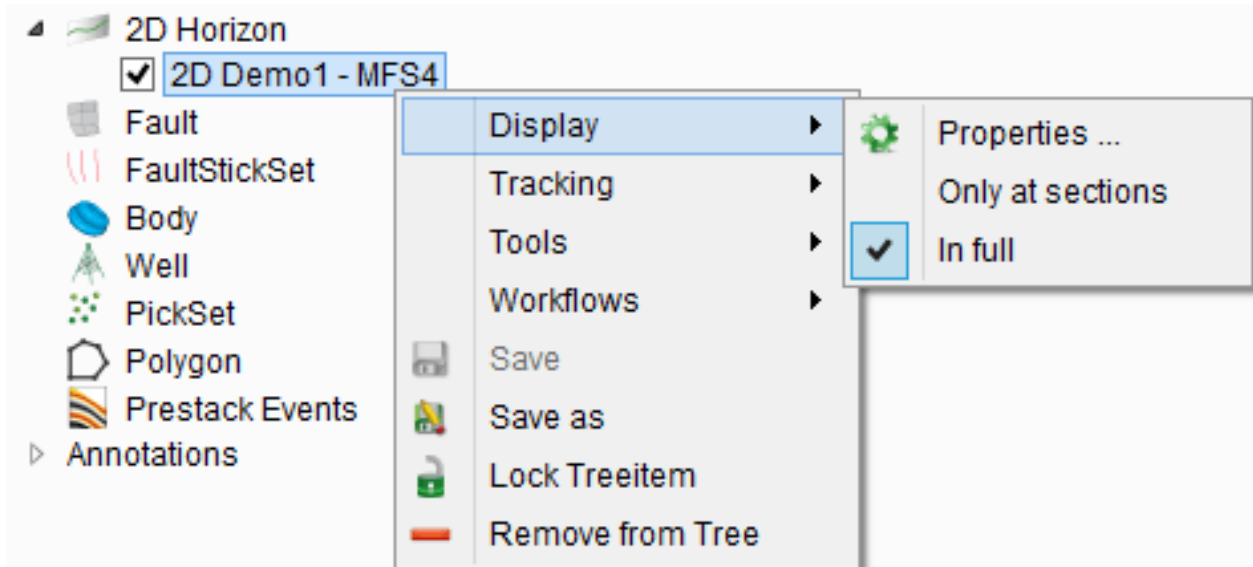 2D Horizon
2D Demo1 - MFS4
Fault
FaultStickSet
Body
Well
PickSet
Polygon
Prestack Events
Annotations
Display
Tracking
Tools
Workflows
Save
Save as
Lock Treeitem
Remove from Tree
Properties ...
Only at sections
In full